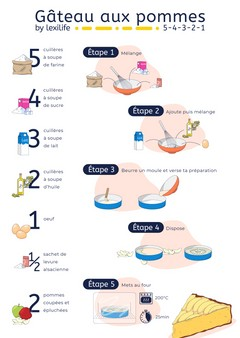 Gâteau aux pommes
by lexilife
5-4-3-2-1
5
cuillères
à soupe
de farine
4
cuillères
à soupe
de sucre
3
cuillères
à soupe
de lait
2
cuillères
à soupe
d'huile
1
oeuf
1/2
sachet de
levure
alsacienne
2
pommes
coupées et
épluchées
Étape 1
Mélange
Étape 2
Ajoute puis mélange
Étape 3
Beurre un moule et verse ta préparation
Étape 4
Dispose
Étape 5
Mets au four
200°C